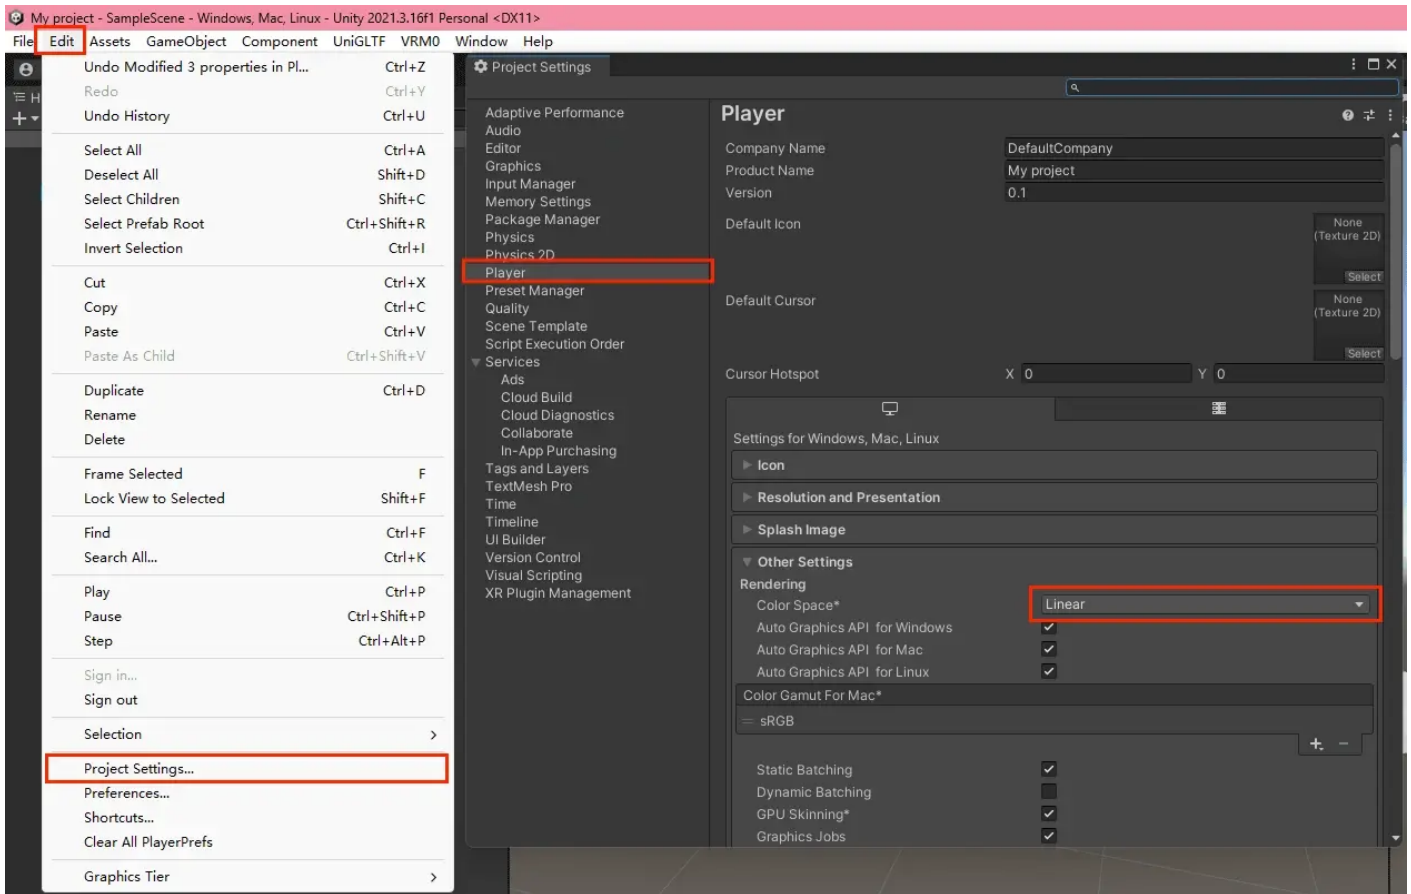 My project - SampleScene - Windows, Mac, Linux - Unity 2021.3.16f1 Personal <DX11>
File Edit Assets GameObject Component UniGLTF VRM0 Window Help
Undo Modified 3 properties in Pl... Ctrl+Z
Redo Ctrl+Y
Undo History Ctrl+U
Select All Ctrl+A
Deselect All Shift+D
Select Children Shift+C
Select Prefab Root Ctrl+Shift+R
Invert Selection Ctrl+I
Cut Ctrl+X
Copy Ctrl+C
Paste Ctrl+V
Paste As Child Ctrl+Shift+V
Duplicate Ctrl+D
Rename
Delete
Frame Selected F
Lock View to Selected Shift+F
Find Ctrl+F
Search All... Ctrl+K
Play Ctrl+P
Pause Ctrl+Shift+P
Step Ctrl+Alt+P
Sign in...
Sign out
Selection
Project Settings...
Preferences...
Shortcuts...
Clear All PlayerPrefs
Graphics Tier
H
Project Settings
Adaptive Performance
Audio
Editor
Graphics
Input Manager
Memory Settings
Package Manager
Physics
Physics 2D
Player
Preset Manager
Quality
Scene Template
Script Execution Order
Services
Ads
Cloud Build
Cloud Diagnostics
Collaborate
In-App Purchasing
Tags and Layers
TextMesh Pro
Time
Timeline
UI Builder
Version Control
Visual Scripting
XR Plugin Management
Player
Company Name DefaultCompany
Product Name My project
Version 0.1
Default Icon None
(Texture 2D)
Select
Default Cursor None
(Texture 2D)
Select
Cursor Hotspot X 0 Y 0
Settings for Windows, Mac, Linux
Icon
Resolution and Presentation
Splash Image
Other Settings
Rendering
Color Space* Linear
Auto Graphics API for Windows
Auto Graphics API for Mac
Auto Graphics API for Linux
Color Gamut For Mac*
sRGB
Static Batching
Dynamic Batching
GPU Skinning*
Graphics Jobs